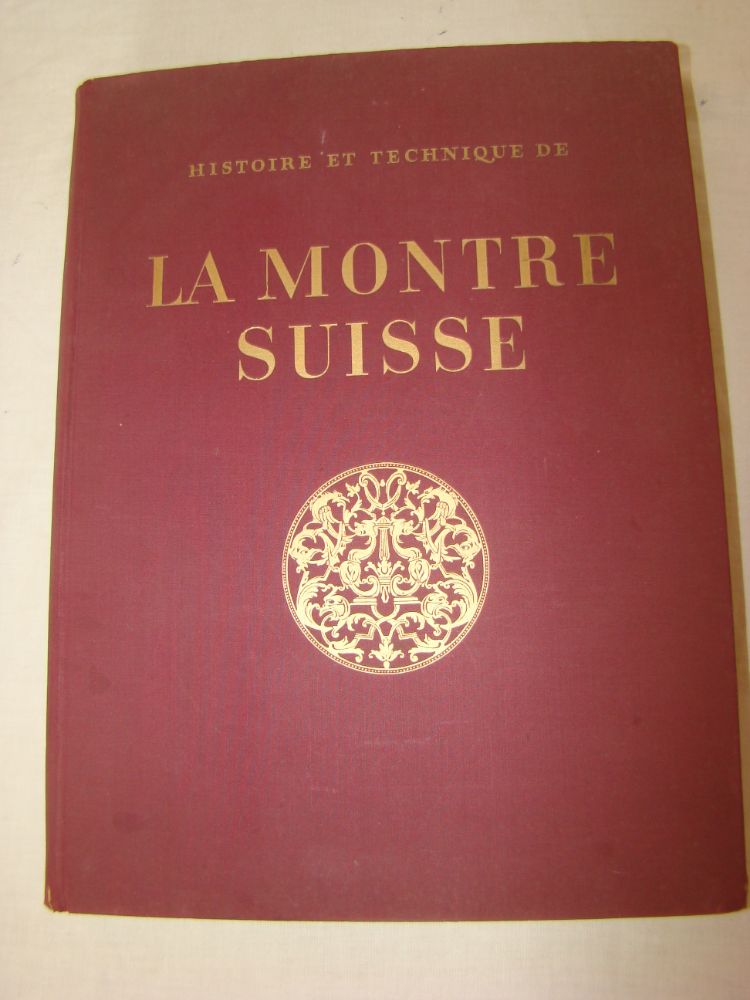 HISTOIRE ET TECHNIQUE DE
LA MONTRE
SUISSE